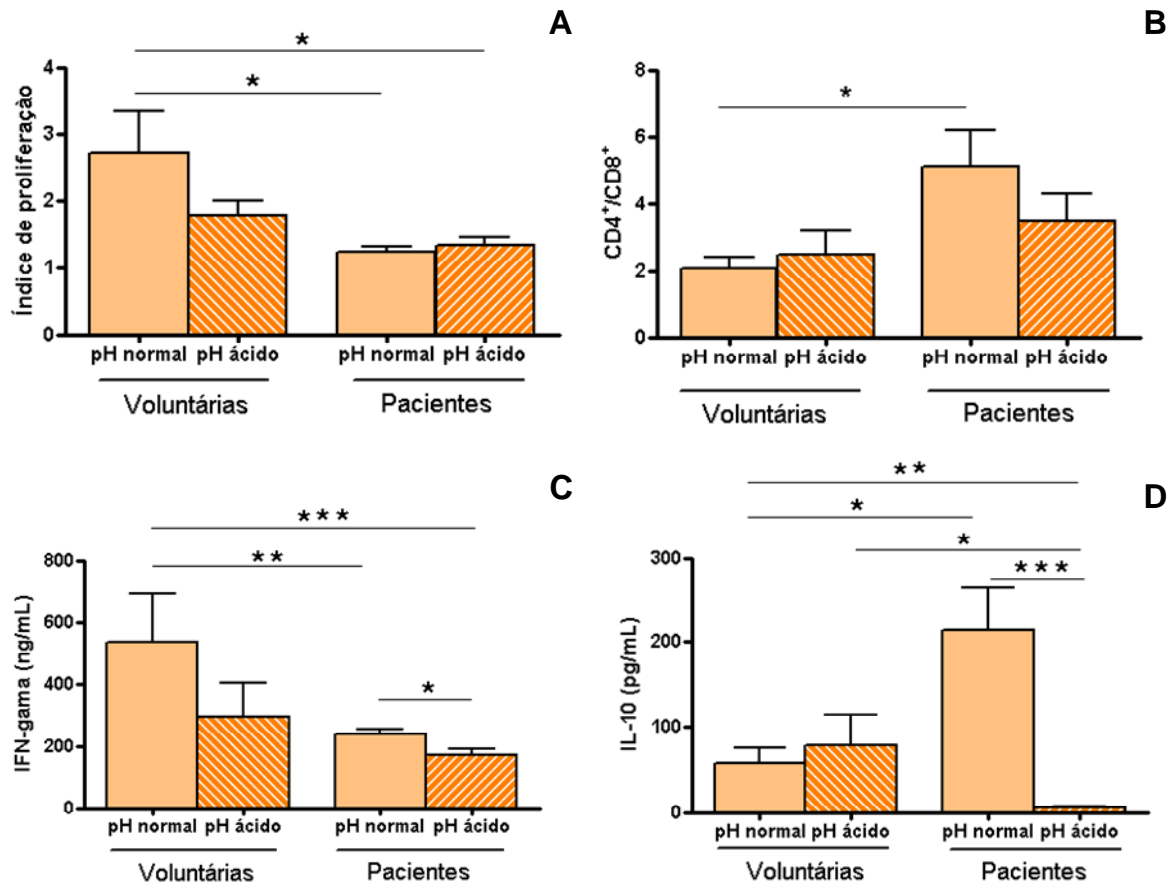 A
*
*
Índice de proliferação
4
3
2
1
0
pH normal pH ácido pH normal pH ácido
Voluntárias Pacientes
B
*
CD4+/CD8+
8
6
4
2
0
pH normal pH ácido pH normal pH ácido
Voluntárias Pacientes
C
***
**
*
IFN-gama (ng/mL)
800
600
400
200
0
pH normal pH ácido pH normal pH ácido
Voluntárias Pacientes
D
**
*
*
***
IL-10 (pg/mL)
300
200
100
0
pH normal pH ácido pH normal pH ácido
Voluntárias Pacientes